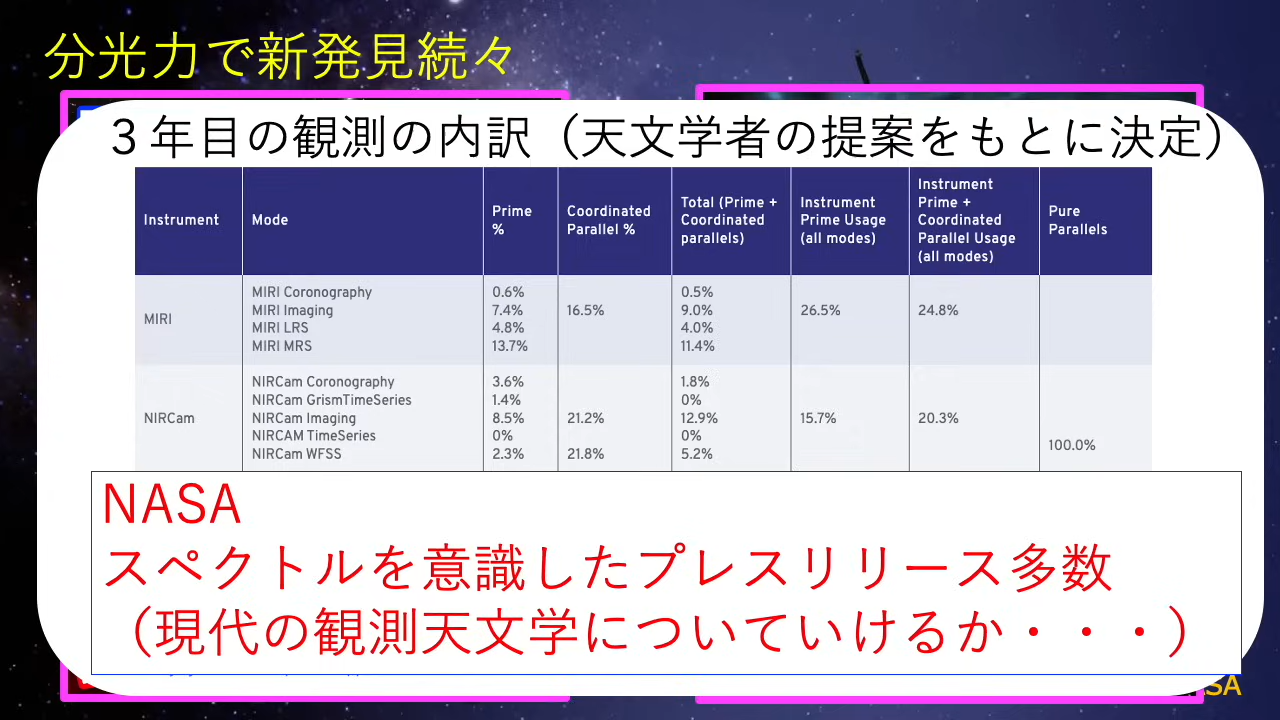 分光力で新発見続々
３年目の観測の内訳（天文学者の提案をもとに決定）
Instrument Mode Prime % Coordinated Parallel % Total (Prime + Coordinated parallels) Instrument Prime Usage (all modes) Instrument Prime + Coordinated Parallel Usage (all modes) Pure Parallels
MIRI
MIRI Coronography 0.6% 0.5%
MIRI Imaging 7.4% 16.5% 9.0% 26.5% 24.8%
MIRI LRS 4.8% 4.0%
MIRI MRS 13.7% 11.4%
NIRCam Coronography 3.6% 1.8%
NIRCam GrismTimeSeries 1.4% 0%
NIRCam NIRCam Imaging 8.5% 21.2% 12.9% 15.7% 20.3%
NIRCAM TimeSeries 0% 0%
100.0%
NIRCam WFSS 2.3% 21.8% 5.2%
NASA
スペクトルを意識したプレスリリース多数
（現代の観測天文学についていけるか・・・）